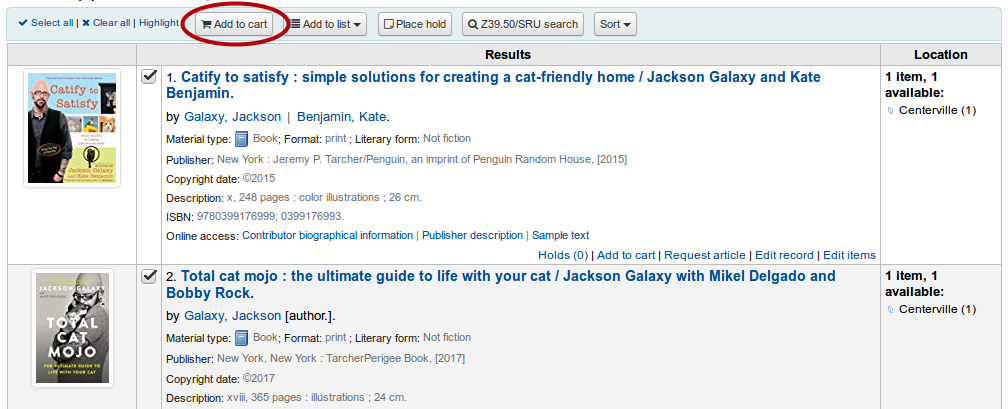 Select all | Clear all | Highlight Add to cart Add to list Place hold Z39.50/SRU search Sort
Results Location
Catify to
Satisfy
Jackson Galaxy
and Kate Benjamin
1. Catify to satisfy : simple solutions for creating a cat-friendly home / Jackson Galaxy and Kate
Benjamin.
by Galaxy, Jackson | Benjamin, Kate.
Material type: Book; Format: print ; Literary form: Not fiction
Publisher: New York : Jeremy P. Tarcher/Penguin, an imprint of Penguin Random House, [2015]
Copyright date: ©2015
Description: x, 248 pages : color illustrations ; 26 cm.
ISBN: 9780399176999; 0399176993.
Online access: Contributor biographical information | Publisher description | Sample text
Holds (0) | Add to cart | Request article | Edit record | Edit items
1 item, 1
available:
Centerville (1)
JACKSON GALAXY
TOTAL
CAT
MOJO
THE ULTIMATE GUIDE TO
LIFE WITH YOUR CAT
2. Total cat mojo : the ultimate guide to life with your cat / Jackson Galaxy with Mikel Delgado and
Bobby Rock.
by Galaxy, Jackson [author.].
Material type: Book; Format: print ; Literary form: Not fiction
Publisher: New York, New York : TarcherPerigee Book, [2017]
Copyright date: ©2017
Description: xviii, 365 pages : illustrations ; 24 cm.
1 item, 1
available:
Centerville (1)